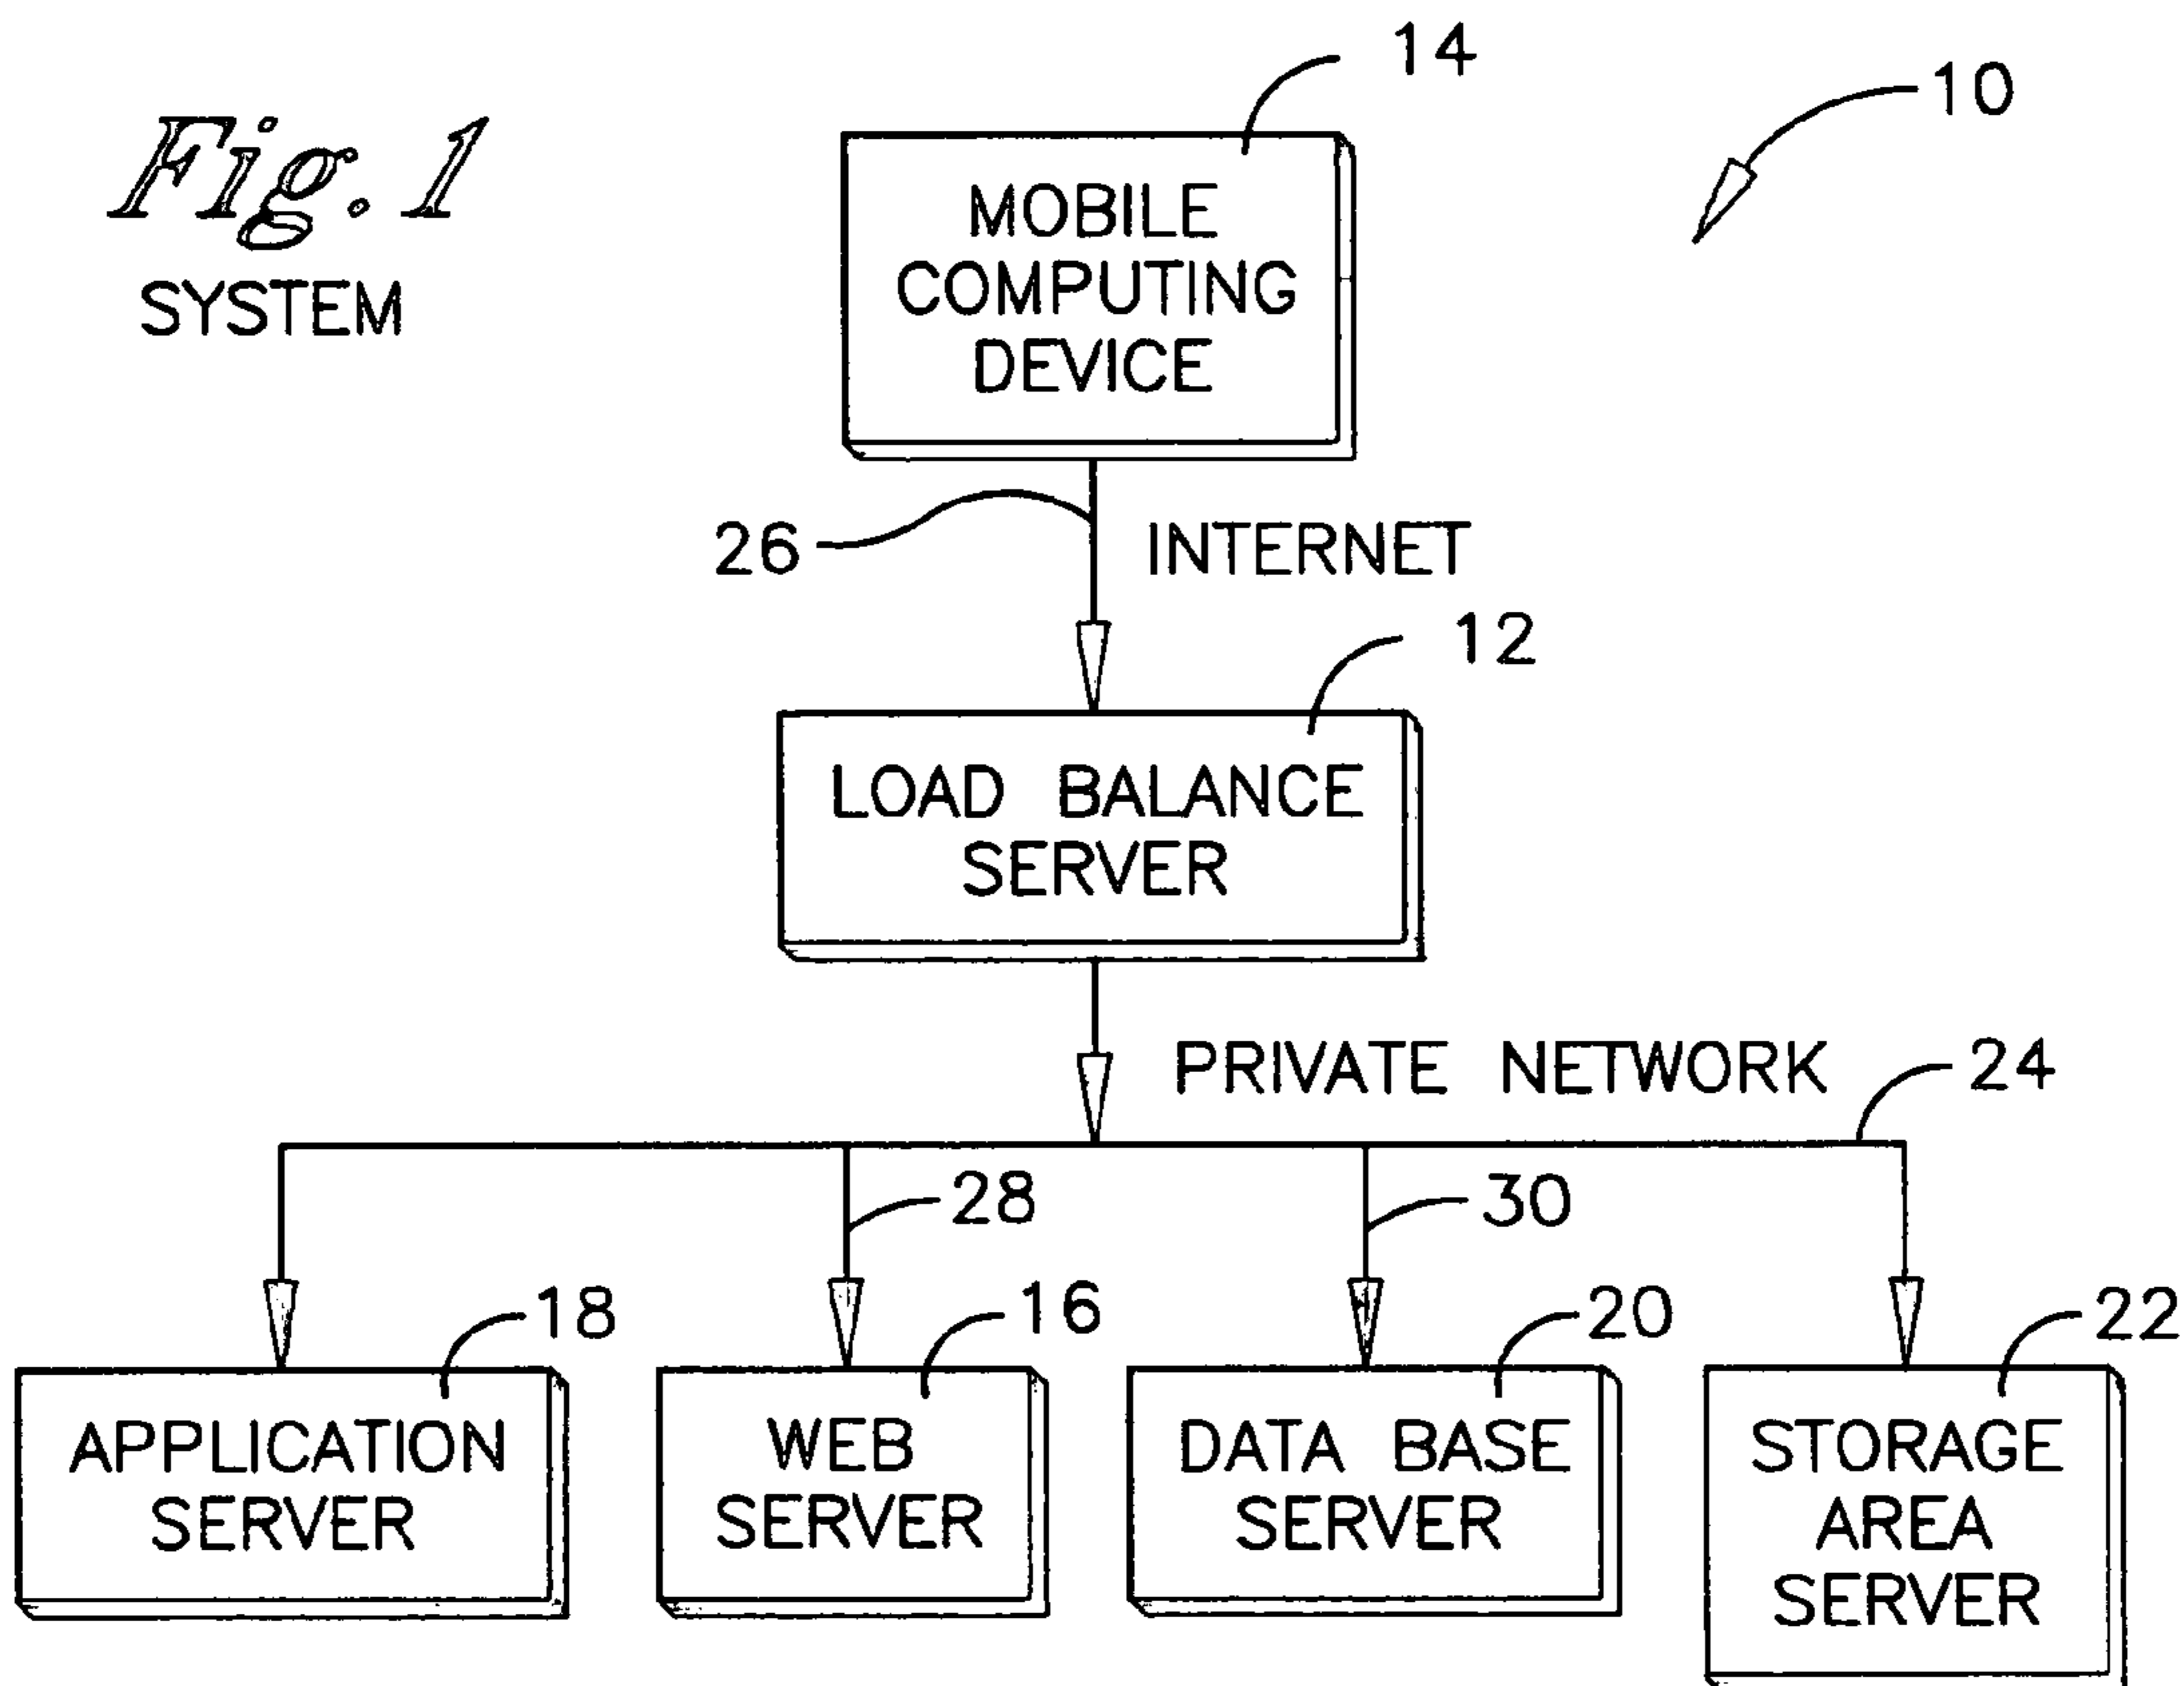 Fig. 1
SYSTEM
14
10
MOBILE
COMPUTING
DEVICE
26
INTERNET
12
LOAD BALANCE
SERVER
PRIVATE NETWORK
24
28
30
18
16
20
22
APPLICATION
SERVER
WEB
SERVER
DATA BASE
SERVER
STORAGE
AREA
SERVER